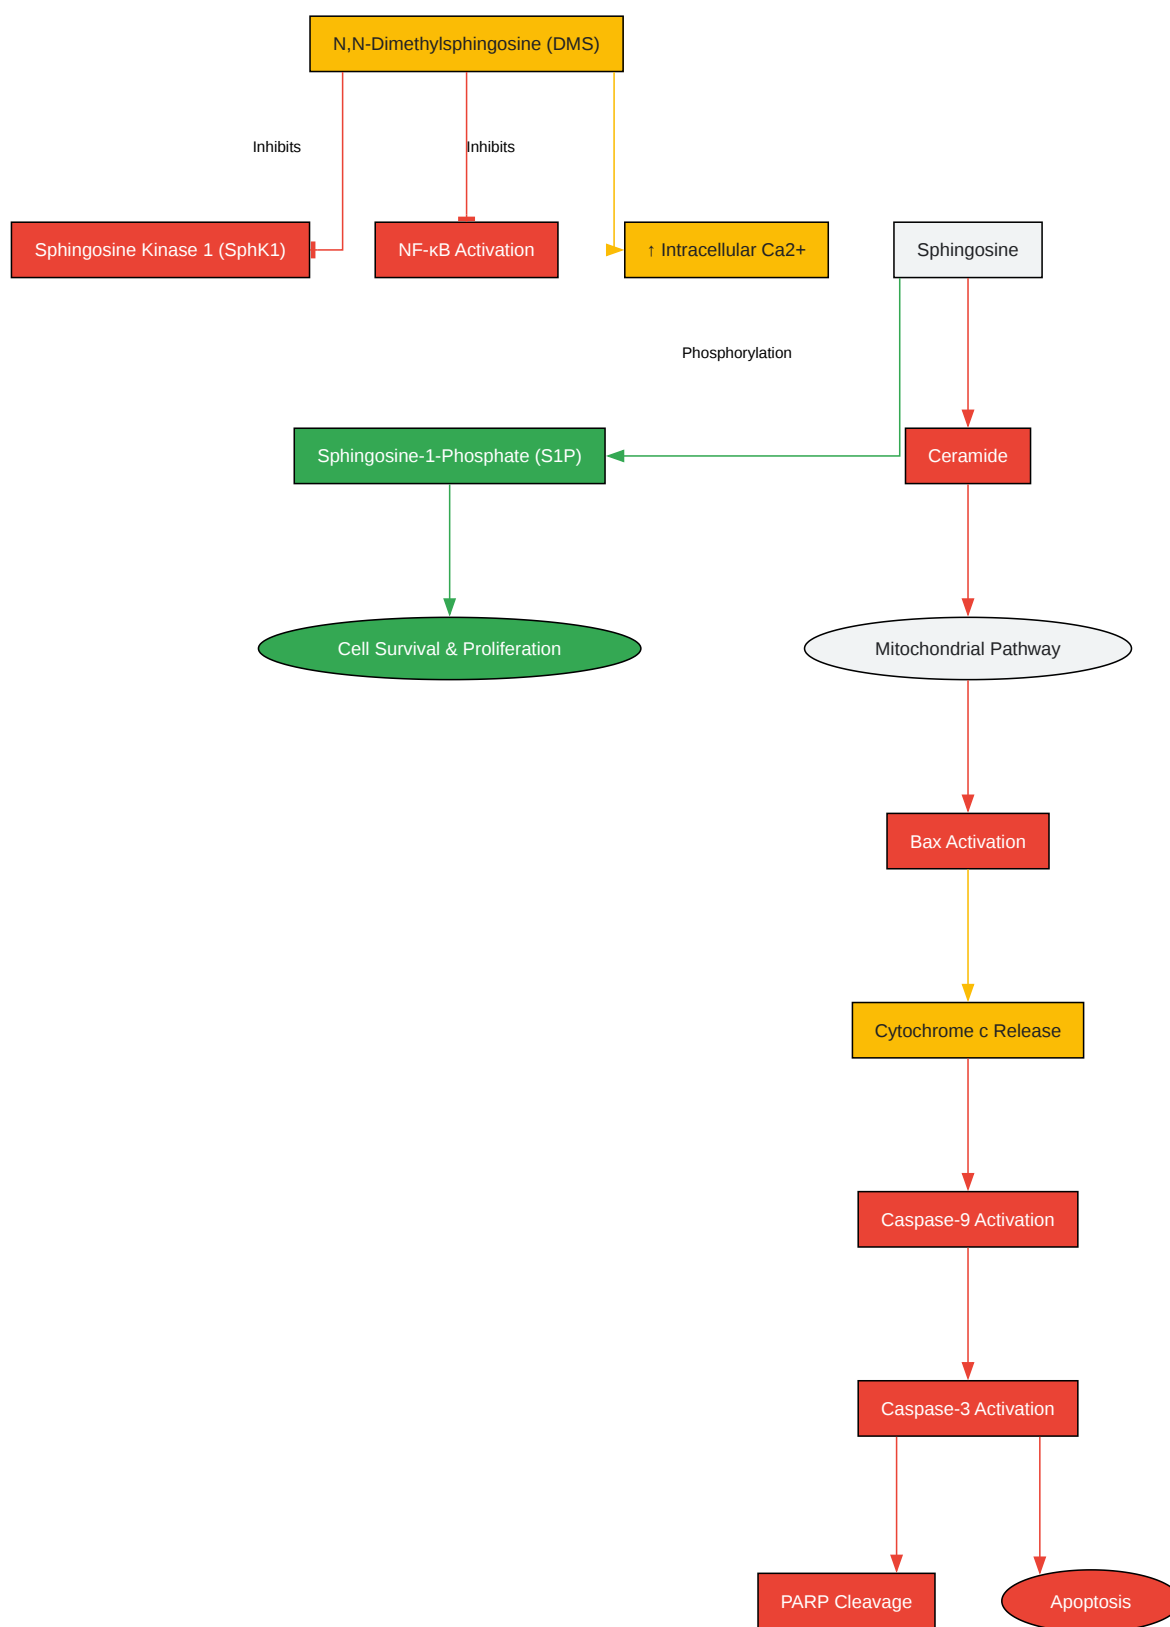 N,N-Dimethylsphingosine (DMS)
Inhibits
Inhibits
Sphingosine Kinase 1 (SphK1)
NF-κB Activation
↑ Intracellular Ca2+
Sphingosine
Phosphorylation
Sphingosine-1-Phosphate (S1P)
Ceramide
Cell Survival & Proliferation
Mitochondrial Pathway
Bax Activation
Cytochrome c Release
Caspase-9 Activation
Caspase-3 Activation
PARP Cleavage
Apoptosis